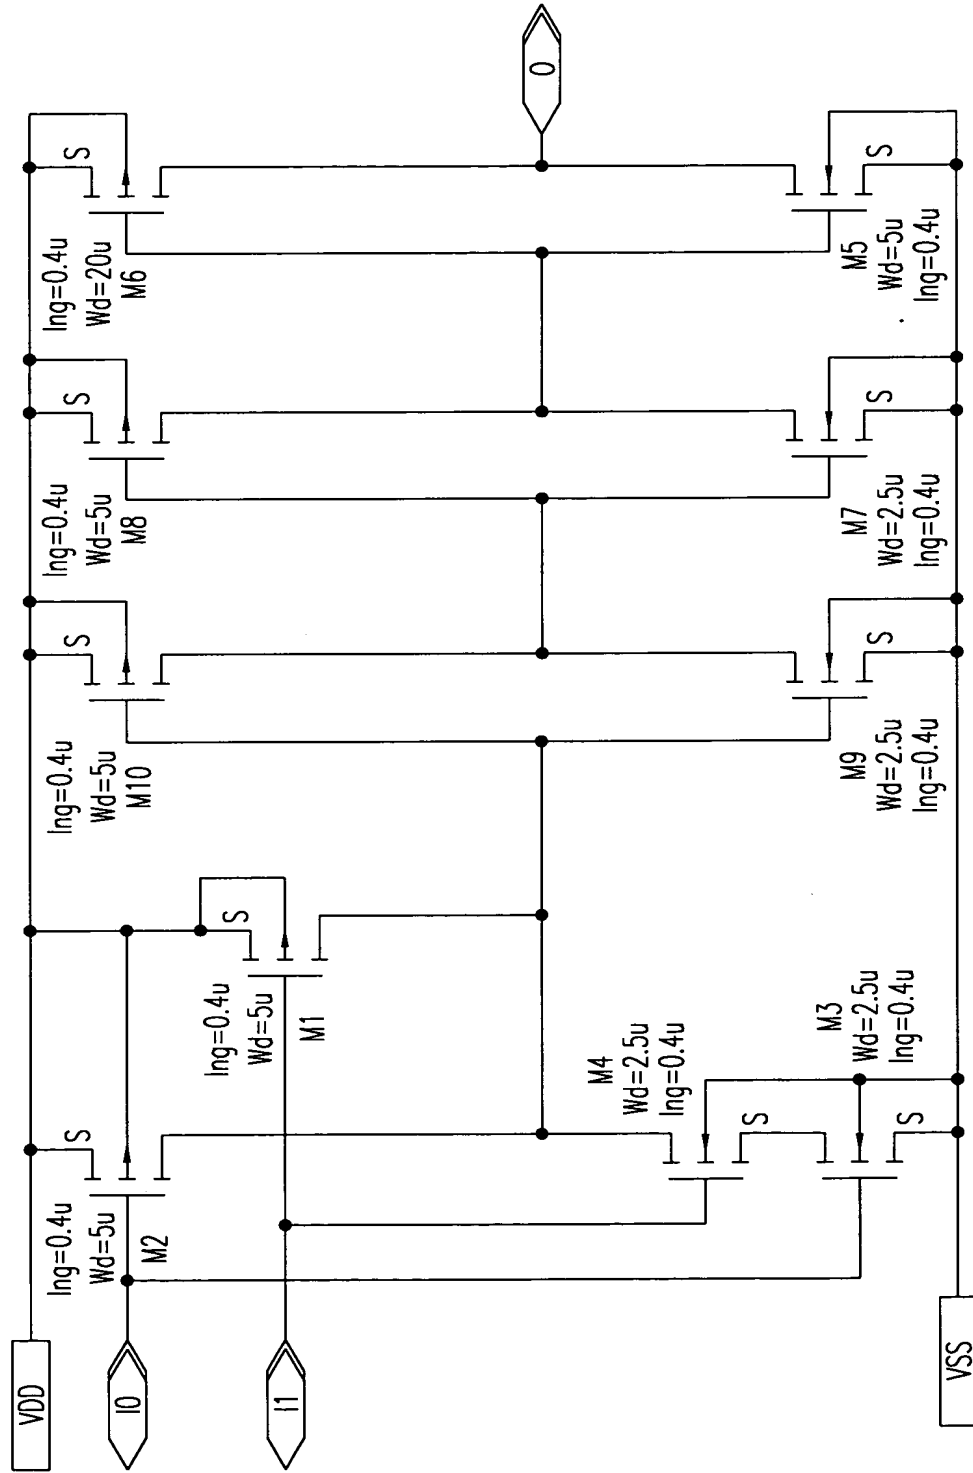 VDD
lng=0.4u
Wd=5u
M2
S
lng=0.4u
Wd=5u
M10
S
lng=0.4u
Wd=5u
M8
S
lng=0.4u
Wd=20u
M6
S
I0
lng=0.4u
Wd=5u
M1
S
I1
O
M4
Wd=2.5u
lng=0.4u
S
M3
Wd=2.5u
lng=0.4u
S
M9
Wd=2.5u
lng=0.4u
S
M7
Wd=2.5u
lng=0.4u
S
M5
Wd=5u
lng=0.4u
S
VSS